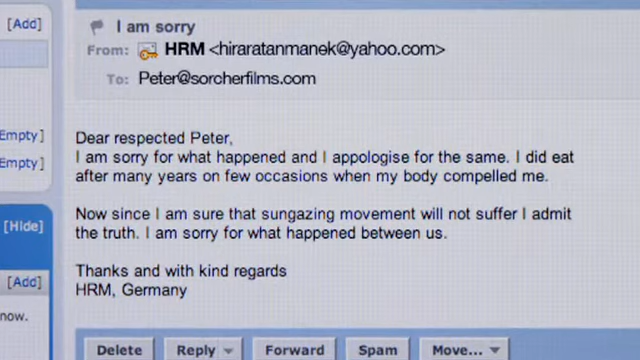 [Add]
I am sorry
From: HRM <hiraratanmanek@yahoo.com>
To: Peter@sorcherfilms.com
Empty]
Empty]
Dear respected Peter,
I am sorry for what happened and I appologise for the same. I did eat
after many years on few occasions when my body compelled me.
Now since I am sure that sungazing movement will not suffer I admit
the truth. I am sorry for what happened between us.
Thanks and with kind regards
HRM, Germany
[Hide]
[Add]
now.
Delete Reply Forward Spam Move...